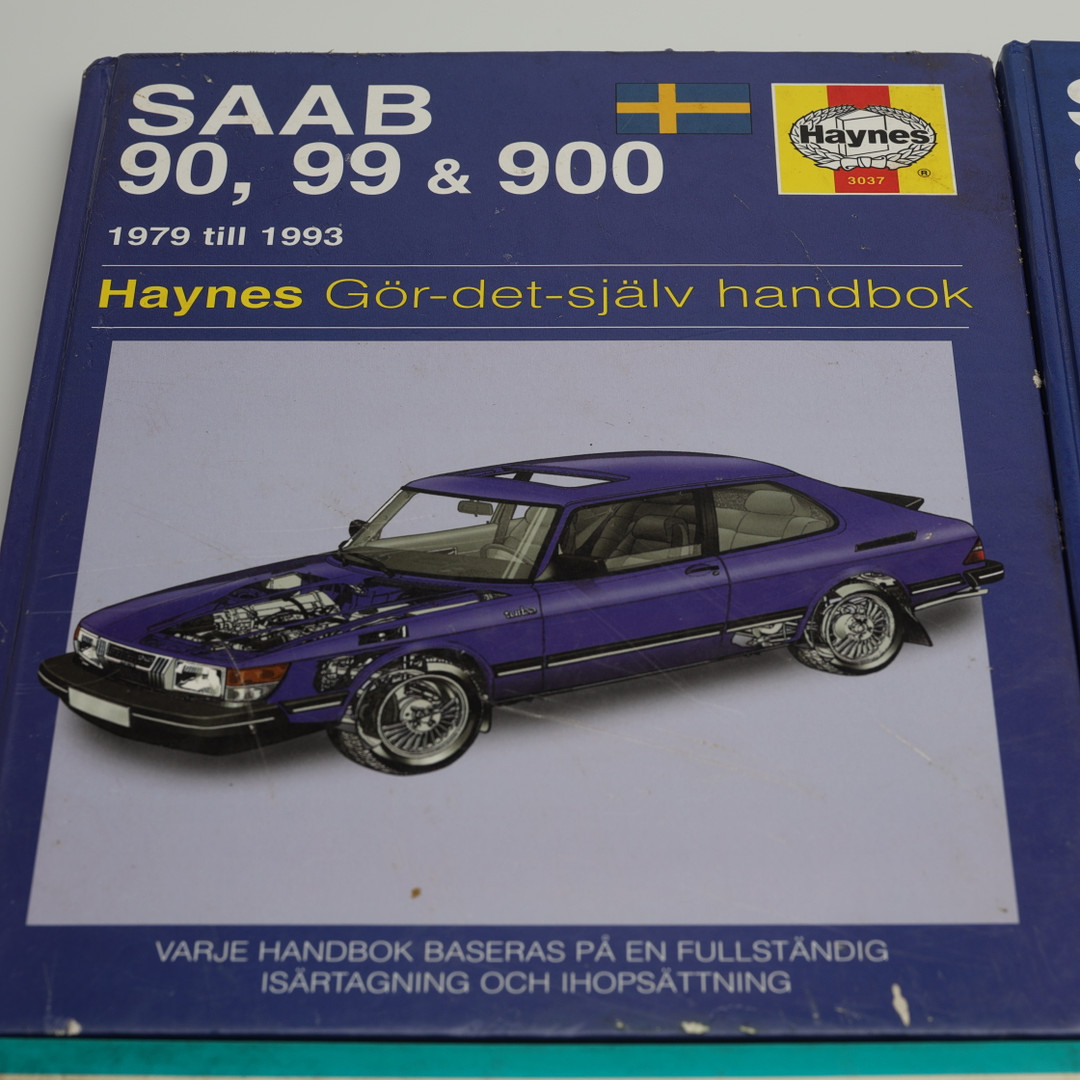 SAAB
90, 99 & 900
1979 till 1993
Haynes
3037
®
Haynes Gör-det-själv handbok
turbo
VARJE HANDBOK BASERAS PÅ EN FULLSTÄNDIG
ISÄRTAGNING OCH IHOPSÄTTNING